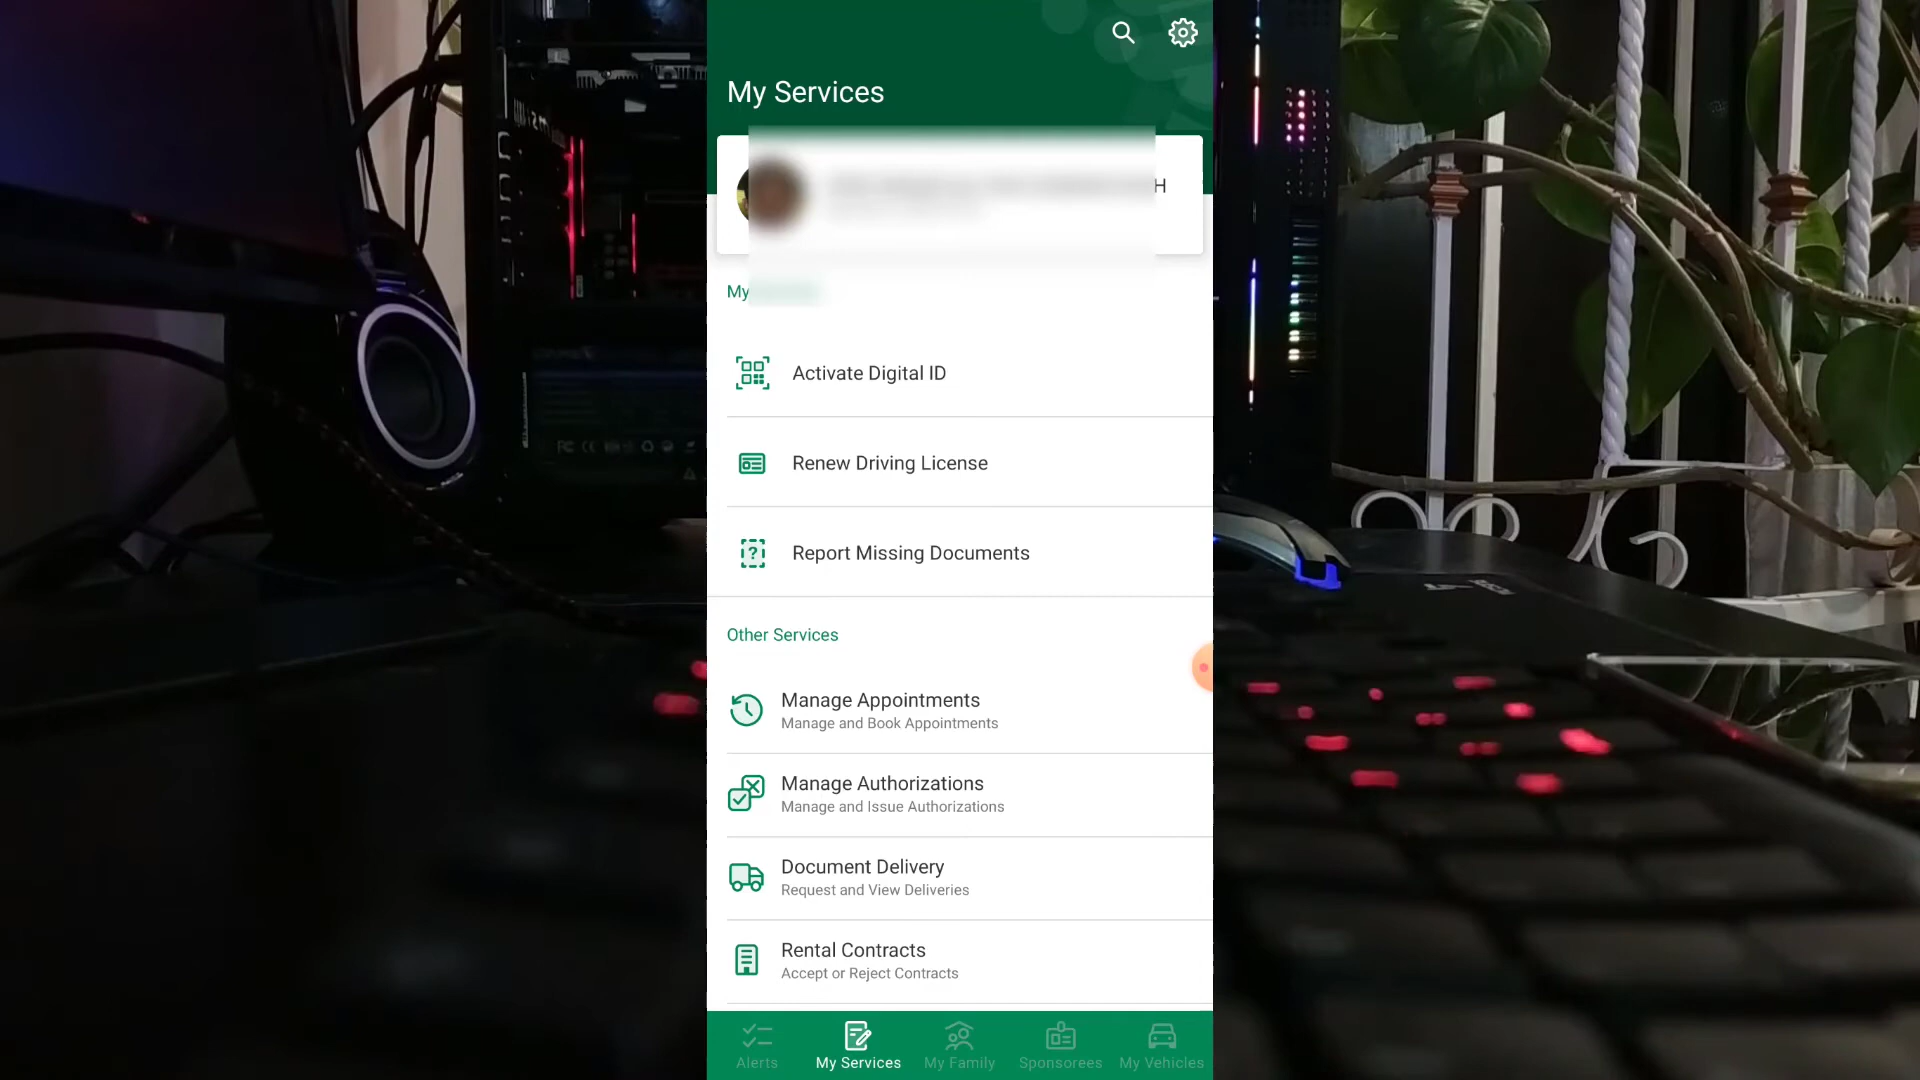 My Services
H
My
Activate Digital ID
Renew Driving License
Report Missing Documents
Other Services
Manage Appointments
Manage and Book Appointments
Manage Authorizations
Manage and Issue Authorizations
Document Delivery
Request and View Deliveries
Rental Contracts
Accept or Reject Contracts
Alerts
My Services
My Family
Sponsorees
My Vehicles